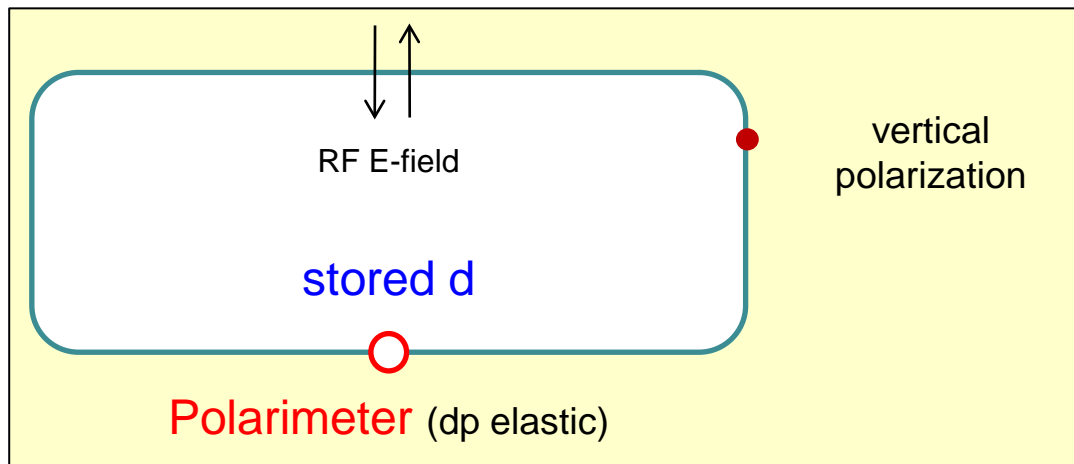 RF E-field
vertical
polarization
stored d
Polarimeter (dp elastic)